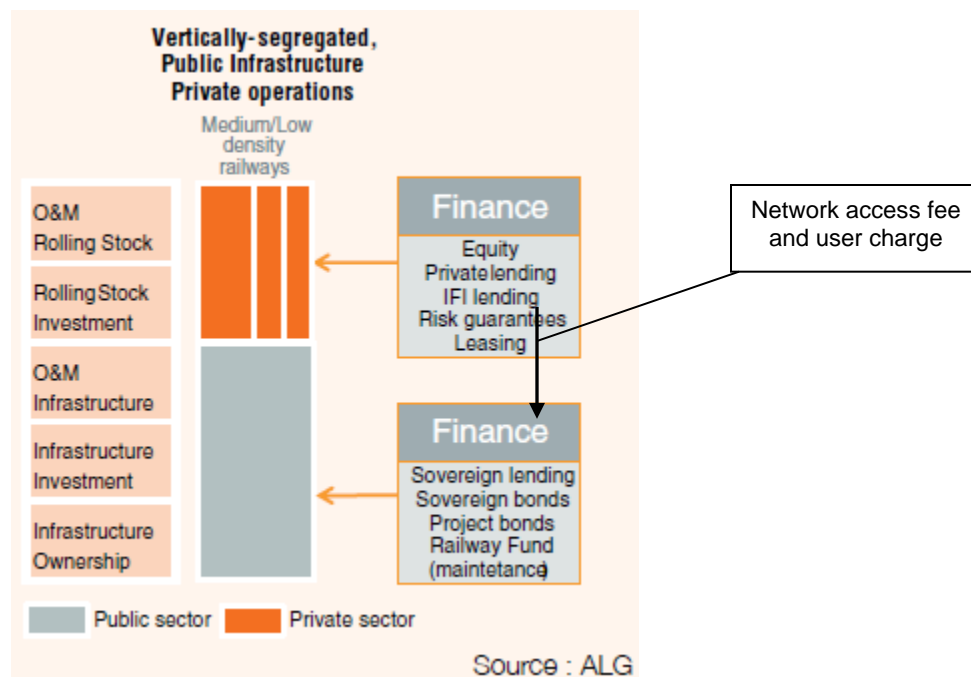 Vertically-segregated,
Public Infrastructure
Private operations
Medium/Low
density
railways
O&M
Rolling Stock
Rolling Stock
Investment
O&M
Infrastructure
Infrastructure
Investment
Infrastructure
Ownership
Finance
Equity
Private lending
IFI lending
Risk guarantees
Leasing
Network access fee
and user charge
Finance
Sovereign lending
Sovereign bonds
Project bonds
Railway Fund
(maintetance)
Public sector
Private sector
Source : ALG